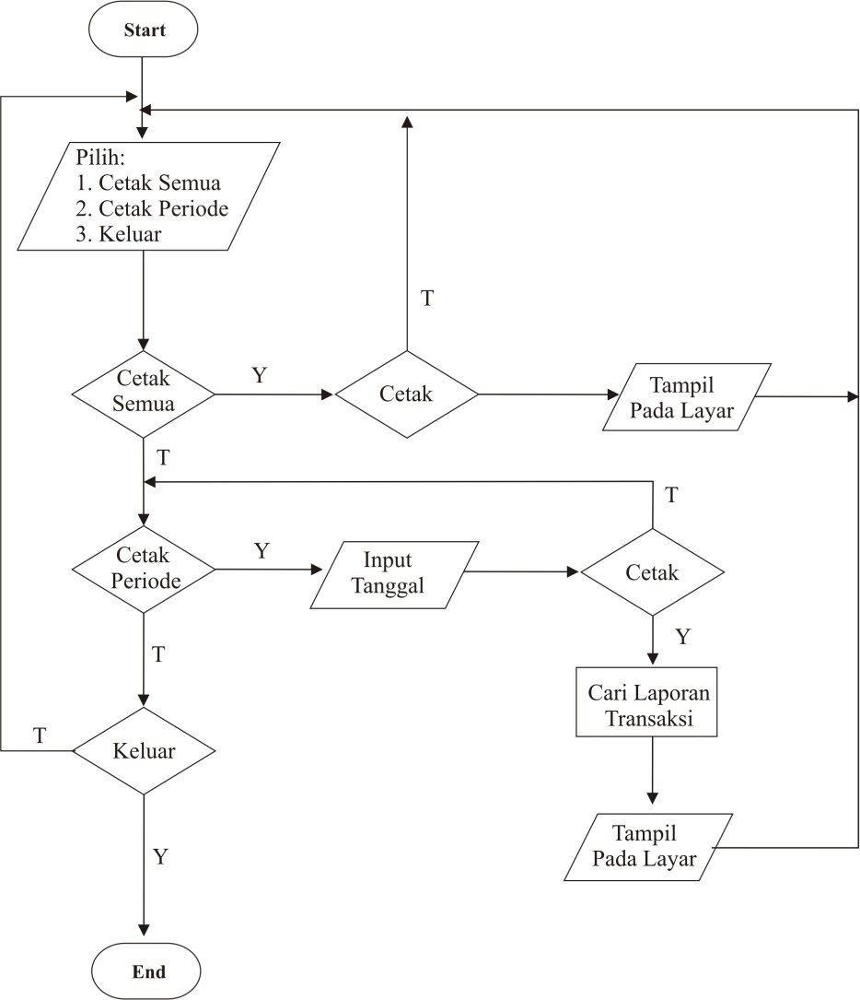 Start
Pilih:
1. Cetak Semua
2. Cetak Periode
3. Keluar
T
Cetak
Semua
Y
Cetak
Tampil
Pada Layar
T
T
Cetak
Periode
Y
Input
Tanggal
Cetak
T
Y
Cari Laporan
Transaksi
T
Keluar
Tampil
Pada Layar
Y
End